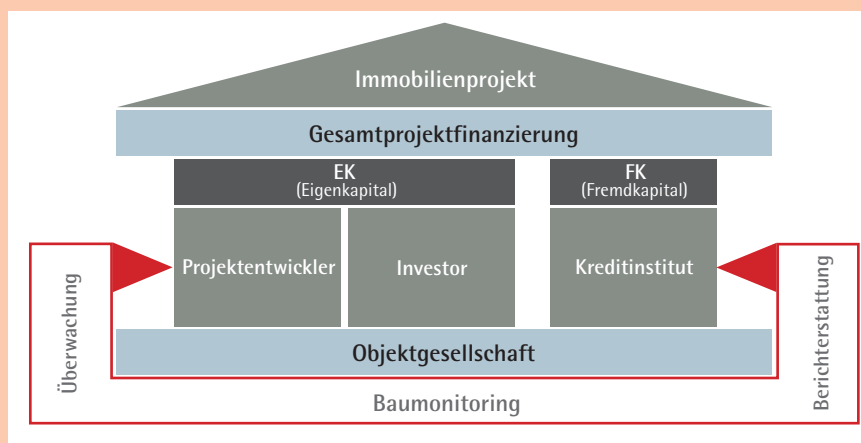 Immobilienprojekt
Gesamtprojektfinanzierung
EK
(Eigenkapital)
FK
(Fremdkapital)
Projektentwickler
Investor
Kreditinstitut
Überwachung
Berichterstattung
Objektgesellschaft
Baumonitoring